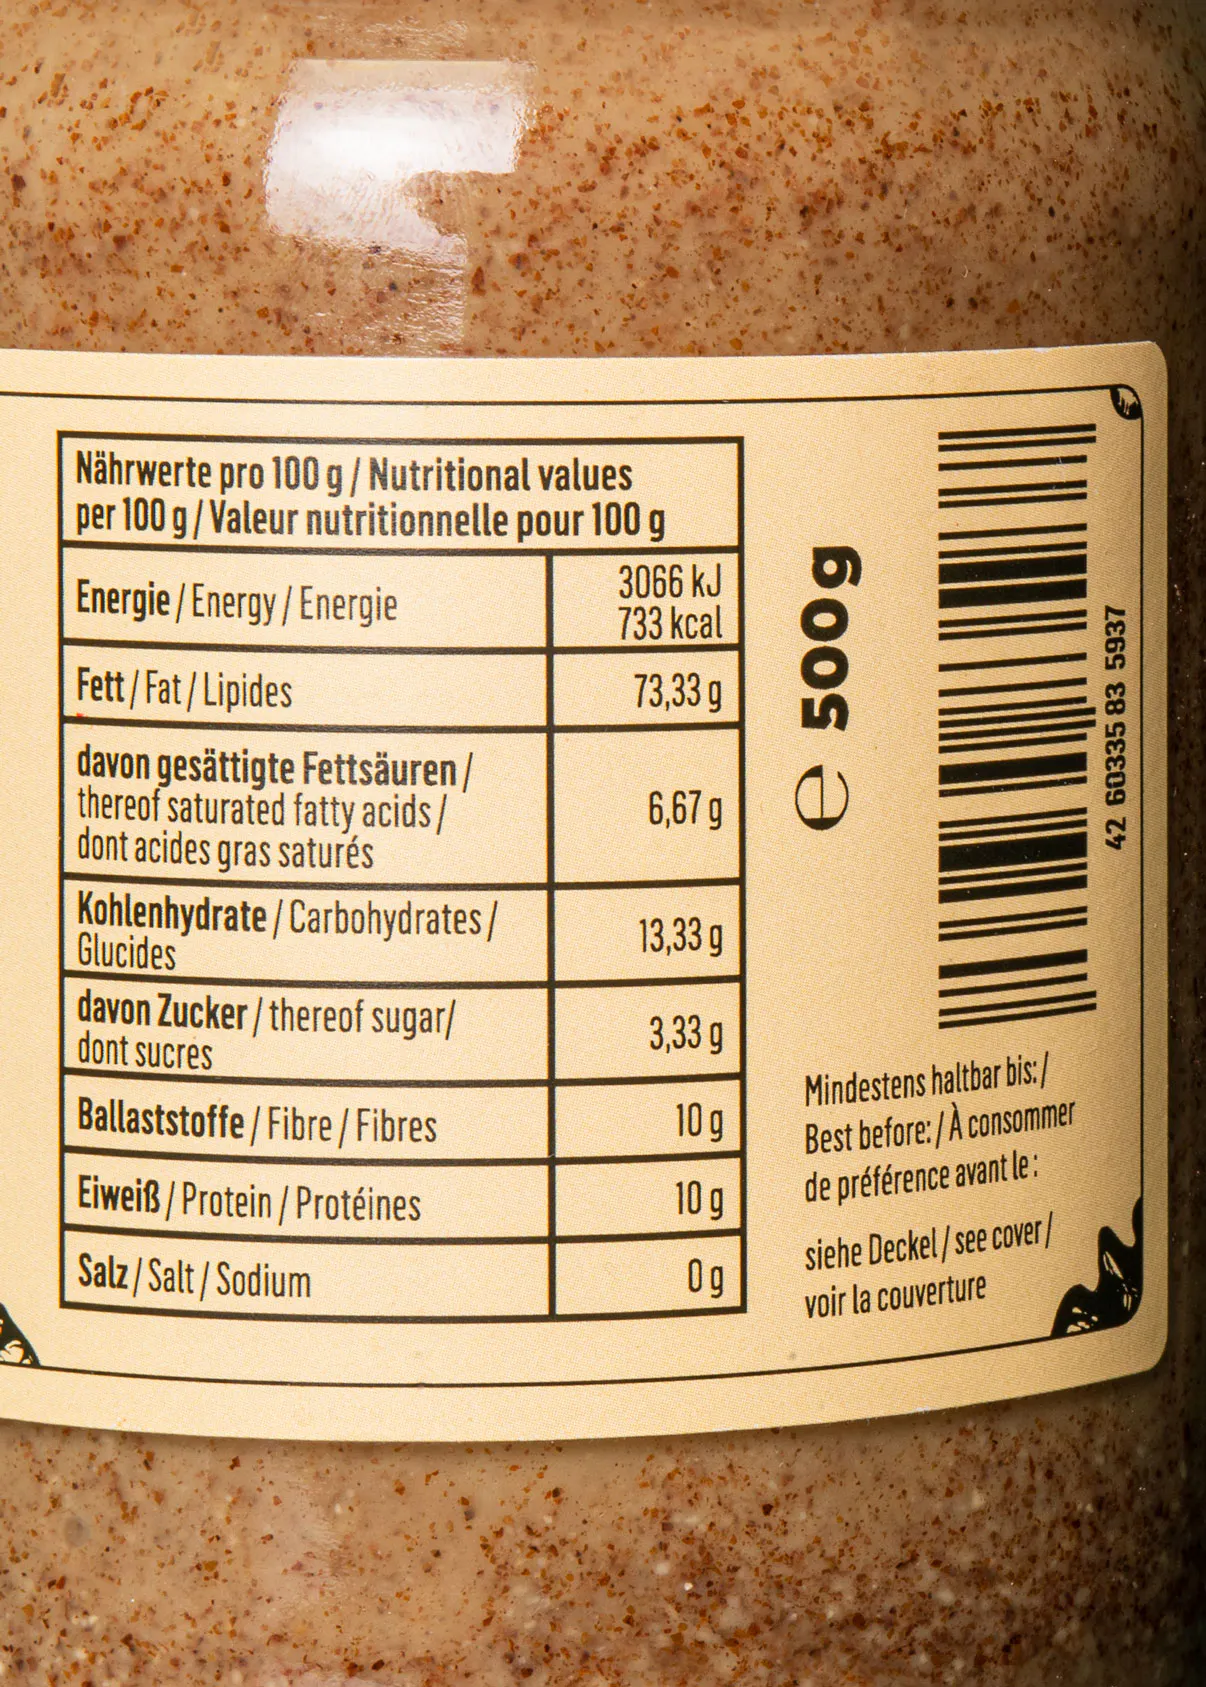 Nährwerte pro 100 g / Nutritional values
per 100 g / Valeur nutritionnelle pour 100 g
Energie / Energy / Energie
3066 kJ
733 kcal
Fett / Fat / Lipides
73,33 g
davon gesättigte Fettsäuren /
thereof saturated fatty acids /
dont acides gras saturés
6,67 g
Kohlenhydrate / Carbohydrates /
Glucides
13,33 g
davon Zucker / thereof sugar/
dont sucres
3,33 g
Ballaststoffe / Fibre / Fibres
10 g
Eiweiß / Protein / Protéines
10 g
Salz / Salt / Sodium
0 g
e 500g
42 60335 83 5937
Mindestens haltbar bis: /
Best before: / À consommer
de préférence avant le :
siehe Deckel / see cover /
voir la couverture